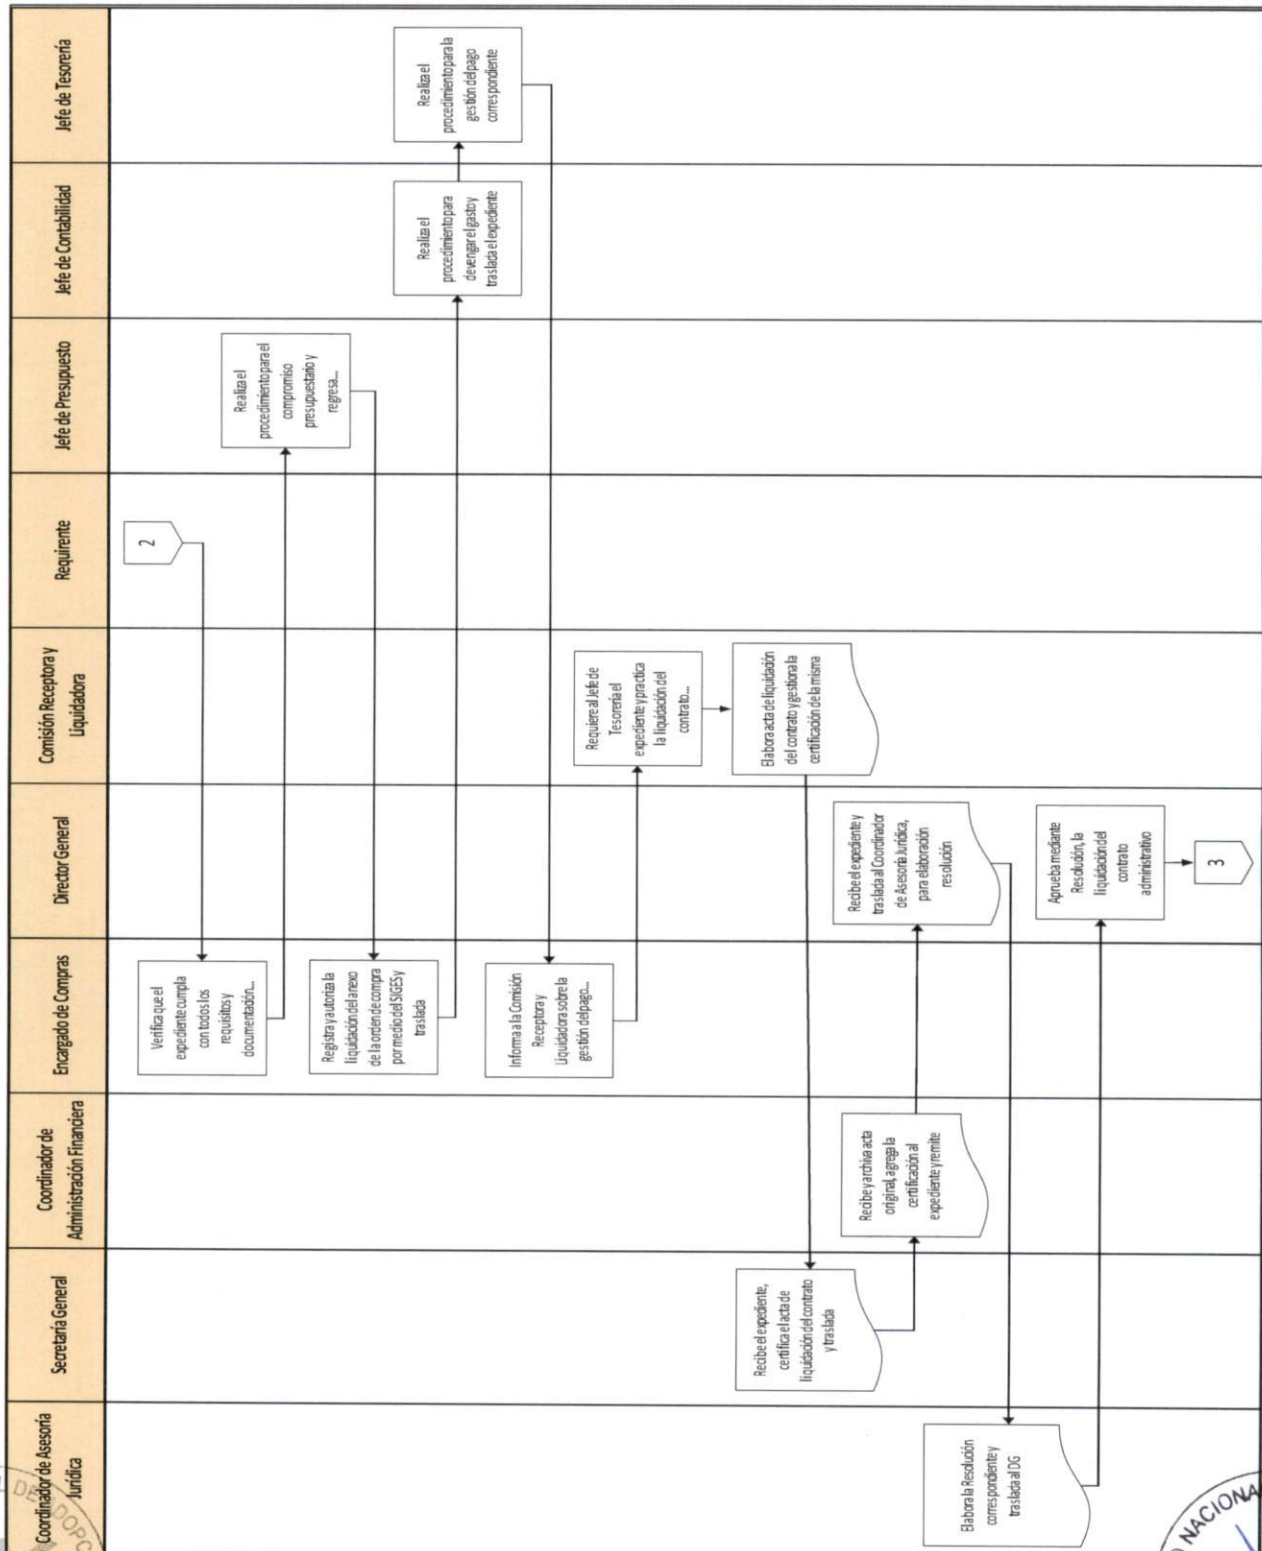 Coordinador de Asesoría
Jurídica
Secretaría General
Coordinador de
Administración Financiera
Encargado de Compras
Director General
Comisión Receptora y
Liquidadora
Requirente
Jefe de Presupuesto
Jefe de Contabilidad
Jefe de Tesorería
2
Verifica que el
expediente cumpla
con todos los
requisitos y
documentación...
Realiza el
procedimiento para el
compromiso
presupuestario y
regresa...
Registra y autoriza la
liquidación del anexo
de la orden de compra
por medio del SIGES y
traslada
Realiza el
procedimiento para
devengar el gasto y
traslada el expediente
Realiza el
procedimiento para la
gestión del pago
correspondiente
Informa a la Comisión
Receptora y
Liquidadora sobre la
gestión del pago...
Requiere al Jefe de
Tesorería el
expediente y practica
la liquidación del
contrato...
Elabora acta de liquidación
del contrato y gestiona la
certificación de la misma
Recibe el expediente,
certifica el acta de
liquidación del contrato
y traslada
Recibe y archiva acta
original, agrega la
certificación al
expediente y remite
Recibe el expediente y
traslada al Coordinador
de Asesoría Jurídica,
para elaboración
resolución
Elabora la Resolución
correspondiente y
traslada al DG
Aprueba mediante
Resolución, la
liquidación del
contrato
administrativo
3
NACIONA